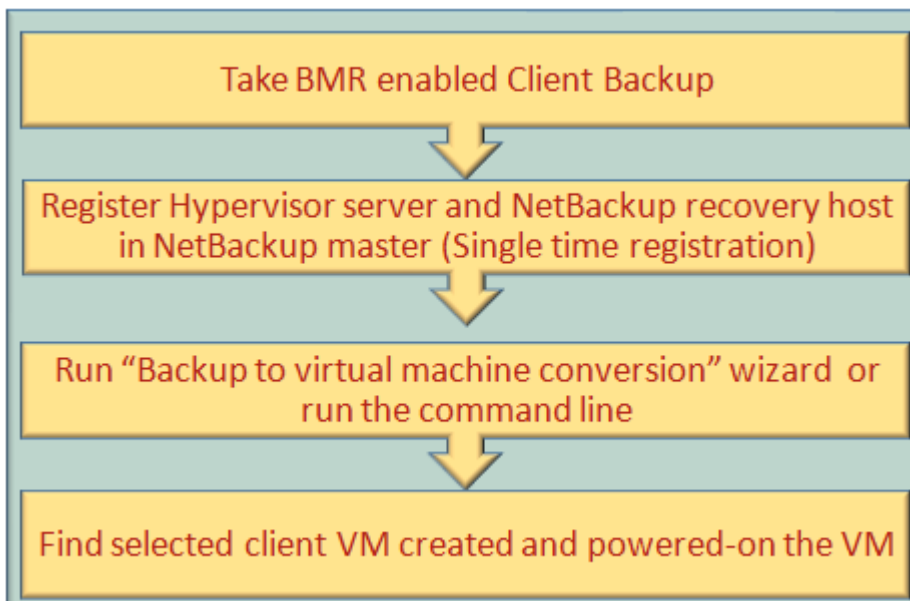 Take BMR enabled Client Backup
Register Hypervisor server and NetBackup recovery host
in NetBackup master (Single time registration)
Run “Backup to virtual machine conversion” wizard or
run the command line
Find selected client VM created and powered-on the VM